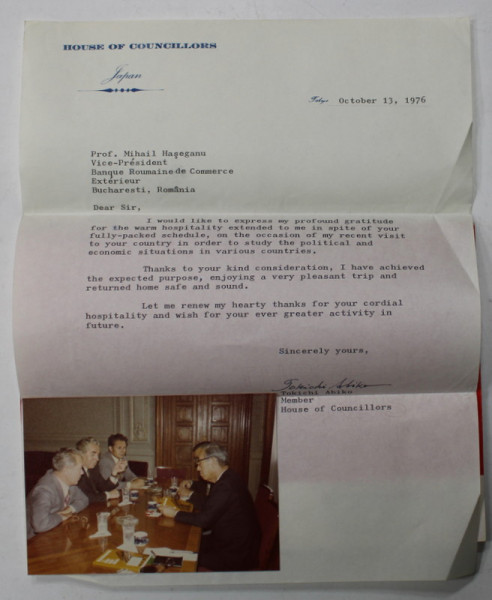 HOUSE OF COUNCILLORS
Japan
Tokyo October 13, 1976
Prof. Mihail Haşeganu
Vice-Président
Banque Roumaine de Commerce
Extérieur
Bucharesti, România
Dear Sir,
I would like to express my profound gratitude
for the warm hospitality extended to me in spite of your
fully-packed schedule, on the occasion of my recent visit
to your country in order to study the political and
economic situations in various countries.
Thanks to your kind consideration, I have achieved
the expected purpose, enjoying a very pleasant trip and
returned home safe and sound.
Let me renew my hearty thanks for your cordial
hospitality and wish for your ever greater activity in
future.
Sincerely yours,
Tokichi Abiko
Tokichi Abiko
Member
House of Councillors